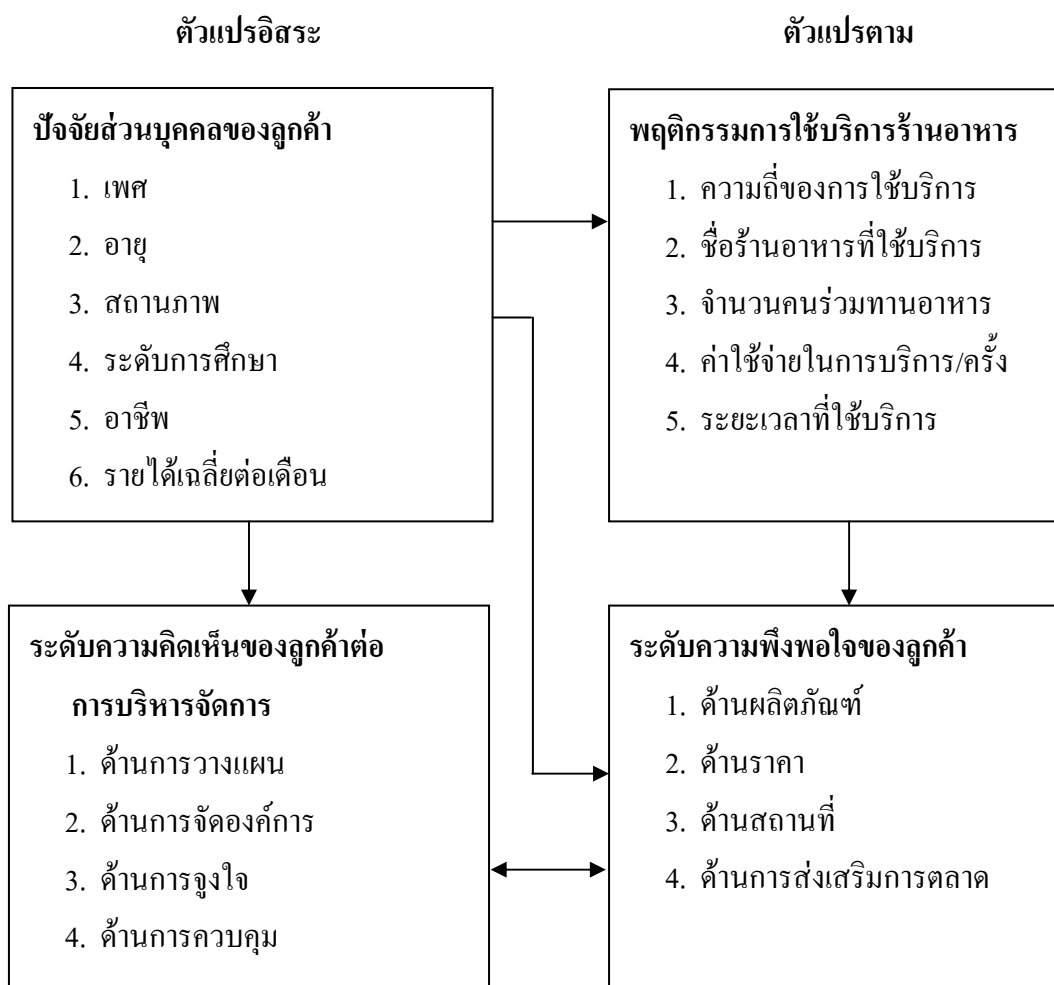 ตัวแปรอิสระ
ตัวแปรตาม
ปัจจัยส่วนบุคคลของลูกค้า
1. เพศ
2. อายุ
3. สถานภาพ
4. ระดับการศึกษา
5. อาชีพ
6. รายได้เฉลี่ยต่อเดือน
พฤติกรรมการใช้บริการร้านอาหาร
1. ความถี่ของการใช้บริการ
2. ชื่อร้านอาหารที่ใช้บริการ
3. จำนวนคนร่วมทานอาหาร
4. ค่าใช้จ่ายในการบริการ/ครั้ง
5. ระยะเวลาที่ใช้บริการ
ระดับความคิดเห็นของลูกค้าต่อ
การบริหารจัดการ
1. ด้านการวางแผน
2. ด้านการจัดองค์การ
3. ด้านการจูงใจ
4. ด้านการควบคุม
ระดับความพึงพอใจของลูกค้า
1. ด้านผลิตภัณฑ์
2. ด้านราคา
3. ด้านสถานที่
4. ด้านการส่งเสริมการตลาด